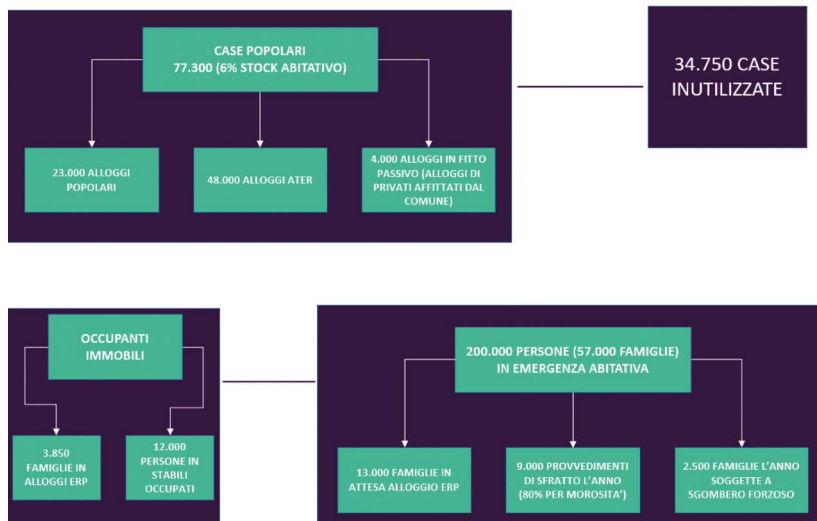 CASE POPOLARI
77.300 (6% STOCK ABITATIVO)
34.750 CASE
INUTILIZZATE
23.000 ALLOGGI
POPOLARI
48.000 ALLOGGI ATER
4.000 ALLOGGI IN FITTO
PASSIVO (ALLOGGI DI
PRIVATI AFFITTATI DAL
COMUNE)
OCCUPANTI
IMMOBILI
3.850
FAMIGLIE IN
ALLOGGI ERP
12.000
PERSONE IN
STABILI
OCCUPATI
200.000 PERSONE (57.000 FAMIGLIE)
IN EMERGENZA ABITATIVA
13.000 FAMIGLIE IN
ATTESA ALLOGGIO ERP
9.000 PROVVEDIMENTI
DI SFRATTO L'ANNO
(80% PER MOROSITA')
2.500 FAMIGLIE L'ANNO
SOGGETTE A
SGOMBERO FORZOSO